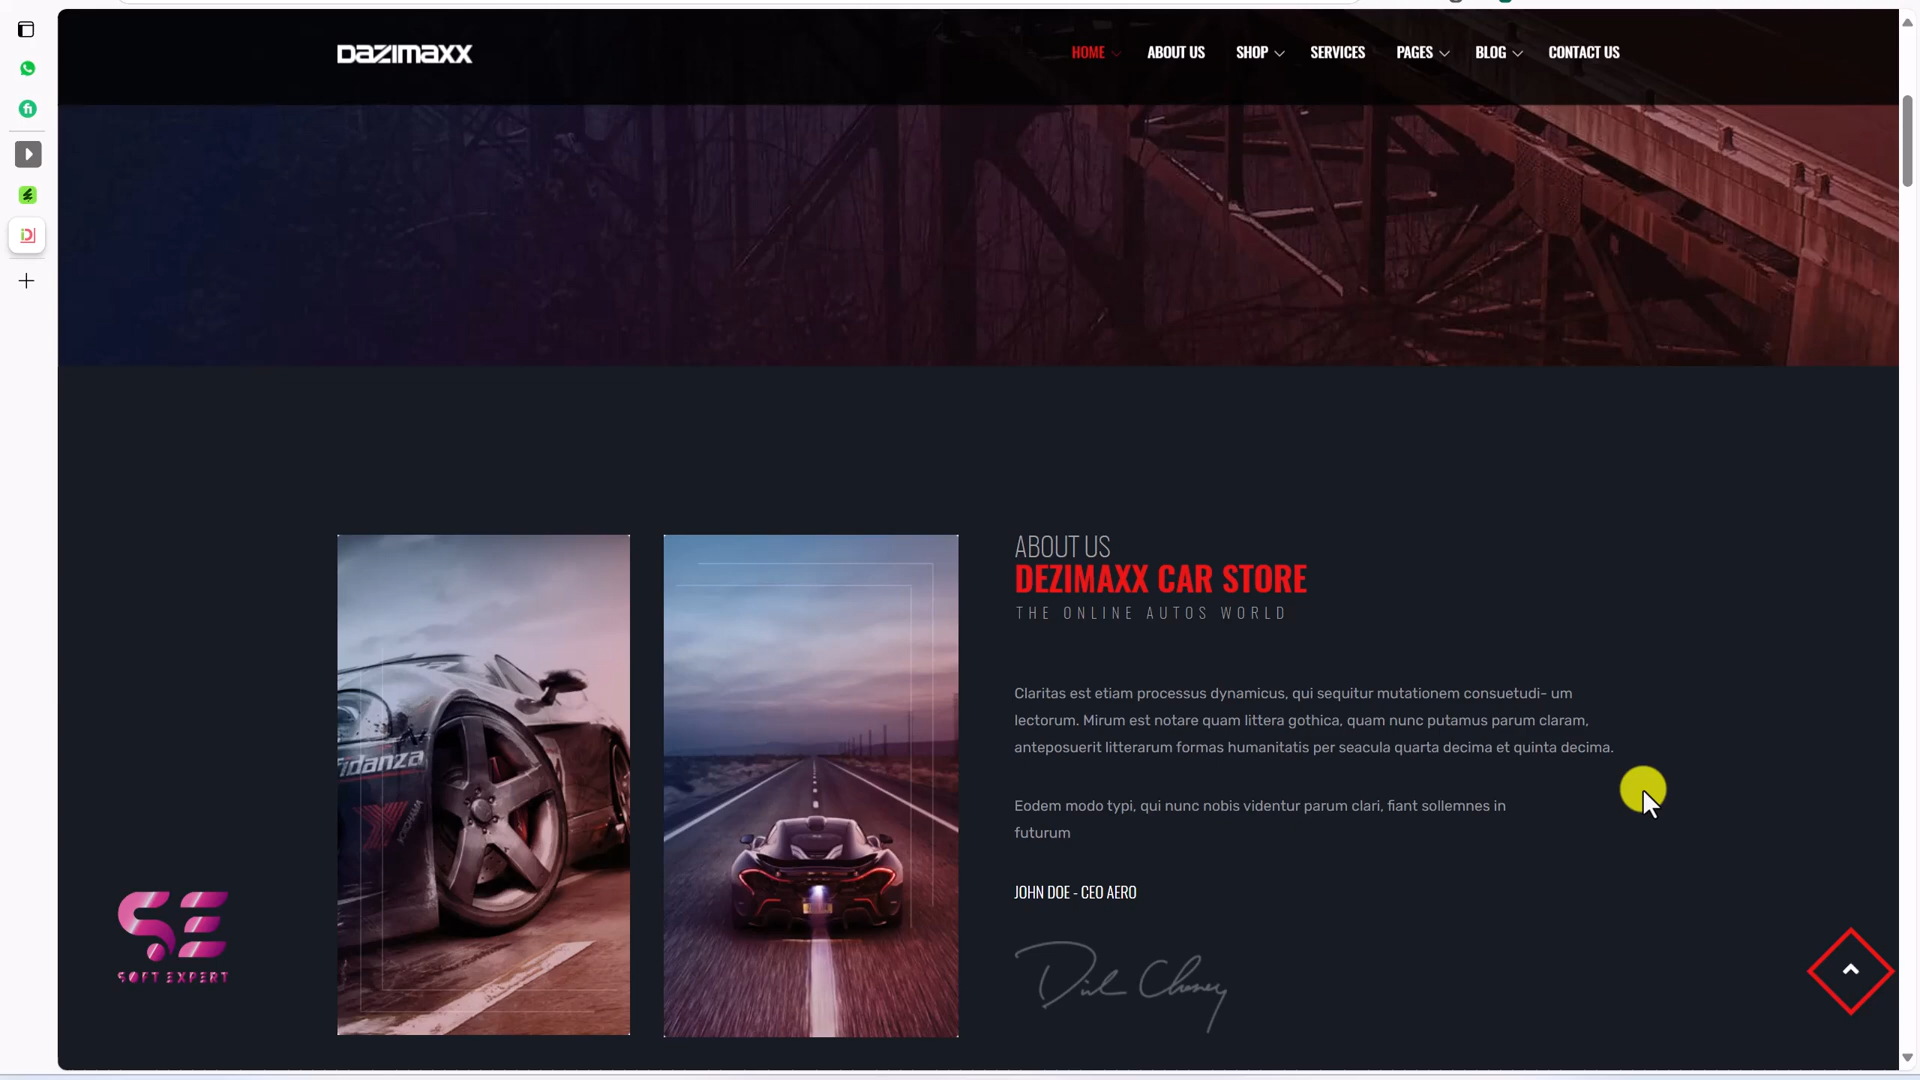 DAZIMAXX
HOME
ABOUT US
SHOP
SERVICES
PAGES
BLOG
CONTACT US
ABOUT US
DEZIMAXX CAR STORE
THE ONLINE AUTOS WORLD
Claritas est etiam processus dynamicus, qui sequitur mutationem consuetudi- um
lectorum. Mirum est notare quam littera gothica, quam nunc putamus parum claram,
anteposuerit litterarum formas humanitatis per seacula quarta decima et quinta decima.
Eodem modo typi, qui nunc nobis videntur parum clari, fiant sollemnes in
futurum
JOHN DOE - CEO AERO
fidanza
YOKOHAMA
SE
SOFT EXPERT